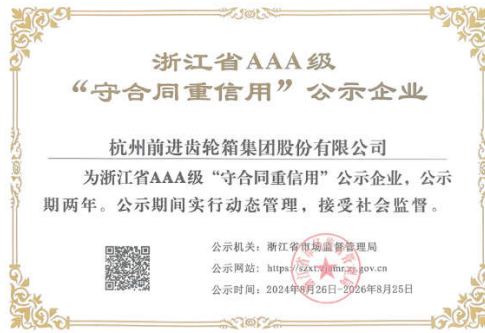 浙江省AAA级
“守合同重信用”公示企业
杭州前进齿轮箱集团股份有限公司
为浙江省AAA级“守合同重信用”公示企业，公示
期两年。公示期间实行动态管理，接受社会监督。
公示机关：浙江省市场监督管理局
公示网站：https://szxt.zjamr.zj.gov.cn
公示时间：2024年8月26日-2026年8月25日